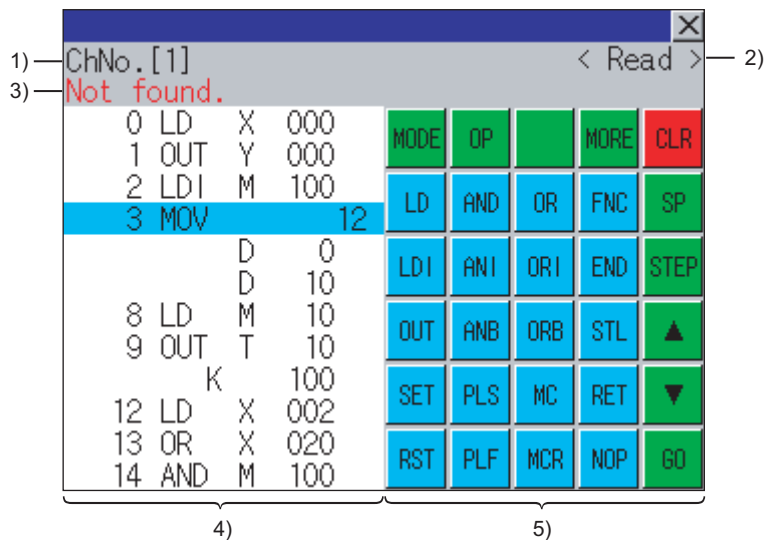 1) ChNo.[1] < Read > 2)
3) Not found.
0 LD X 000
1 OUT Y 000
2 LDI M 100
3 MOV 12
D 0
D 10
8 LD M 10
9 OUT T 10
K 100
12 LD X 002
13 OR X 020
14 AND M 100
MODE OP MORE CLR
LD AND OR FNC SP
LDI ANI ORI END STEP
OUT ANB ORB STL ▲
SET PLS MC RET ▼
RST PLF MCR NOP GO
4) 5)